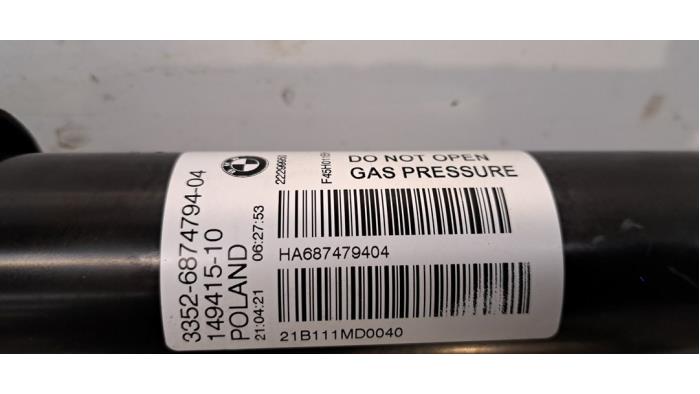 3352-6874794-04
149415-10
POLAND
21:04:21 06:27:53
DO NOT OPEN
GAS PRESSURE
HA687479404
21B111MD0040